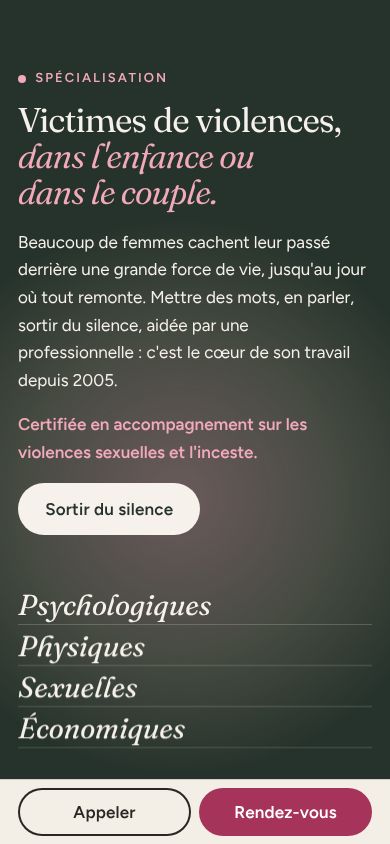 SPÉCIALISATION
Victimes de violences,
dans l'enfance ou
dans le couple.
Beaucoup de femmes cachent leur passé
derrière une grande force de vie, jusqu'au jour
où tout remonte. Mettre des mots, en parler,
sortir du silence, aidée par une
professionnelle : c'est le cœur de son travail
depuis 2005.
Certifiée en accompagnement sur les
violences sexuelles et l'inceste.
Sortir du silence
Psychologiques
Physiques
Sexuelles
Économiques
Appeler
Rendez-vous